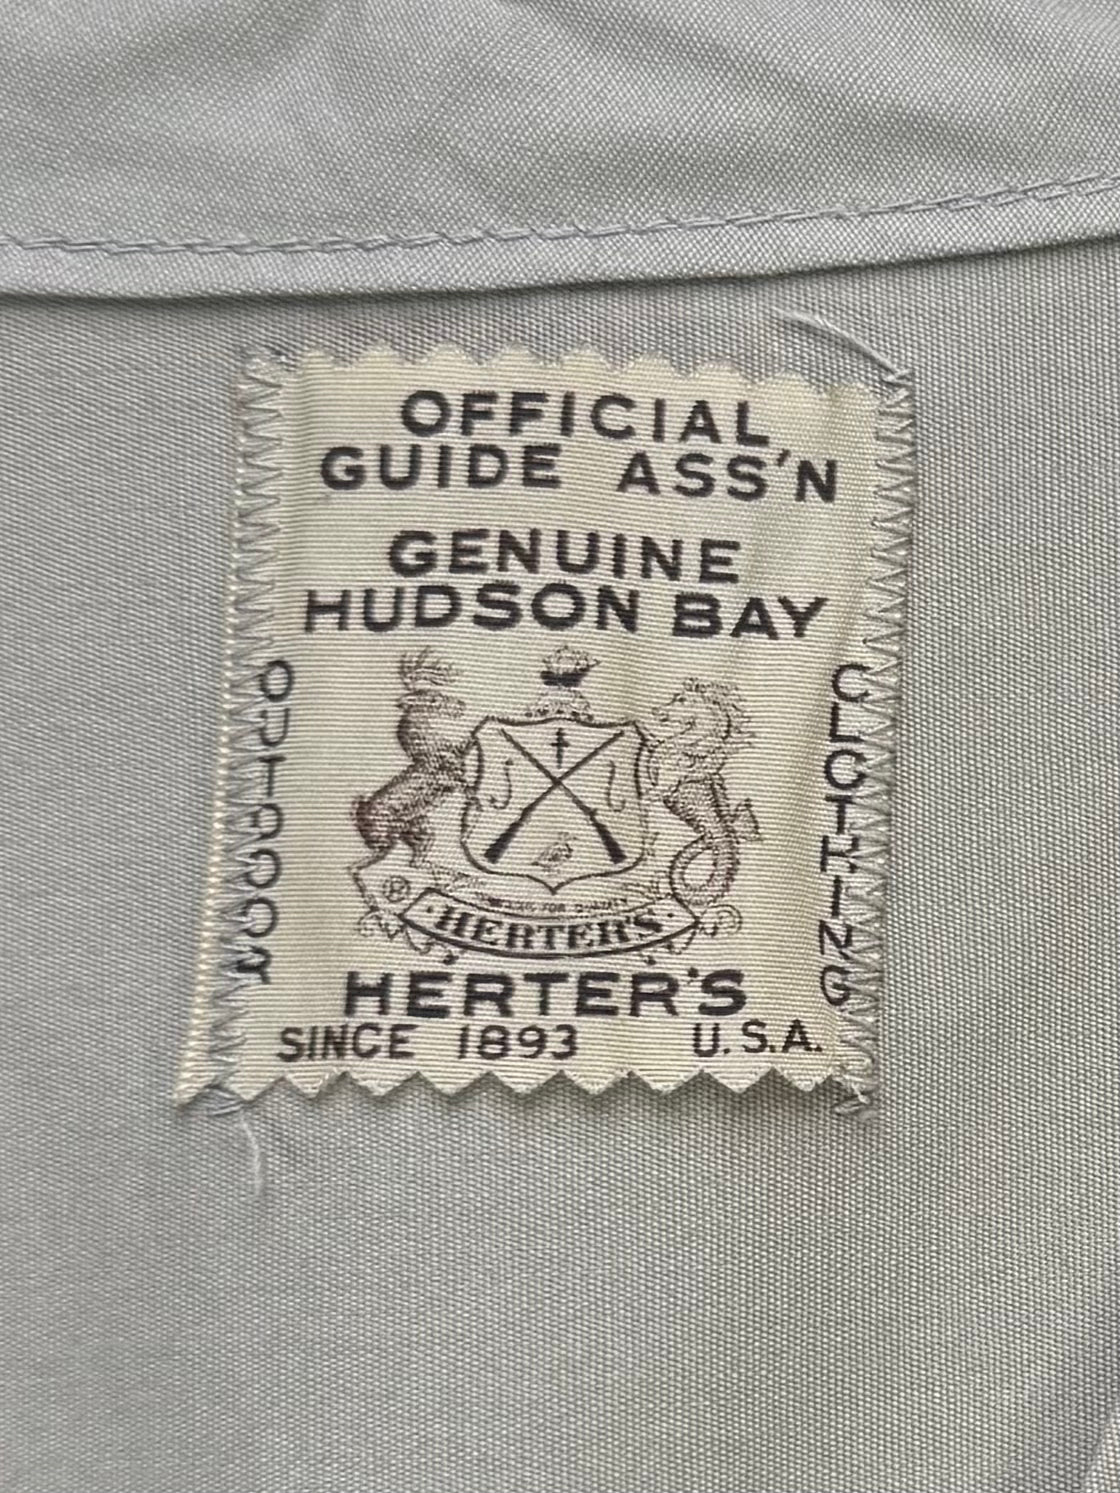 OFFICIAL
GUIDE ASS'N
GENUINE
HUDSON BAY
OUTDOOR
CLOTHING
®
·HERTER'S·
HERTER'S
SINCE 1893 U.S.A.